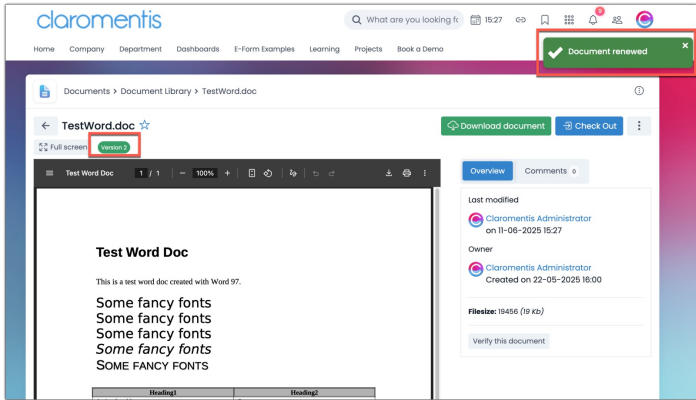 claromentis
What are you looking fo
15:27
0
Home Company Department Dashboards E-Form Examples Learning Projects Book a Demo
Document renewed
Documents > Document Library > TestWord.doc
TestWord.doc
Download document
Check Out
Full screen
Version 2
Test Word Doc 1 / 1 100%
Test Word Doc
This is a test word doc created with Word 97.
Some fancy fonts
Some fancy fonts
Some fancy fonts
Some fancy fonts
SOME FANCY FONTS
Heading1 Heading2
Overview Comments 0
Last modified
Claromentis Administrator
on 11-06-2025 15:27
Owner
Claromentis Administrator
Created on 22-05-2025 16:00
Filesize: 19456 (19 Kb)
Verify this document